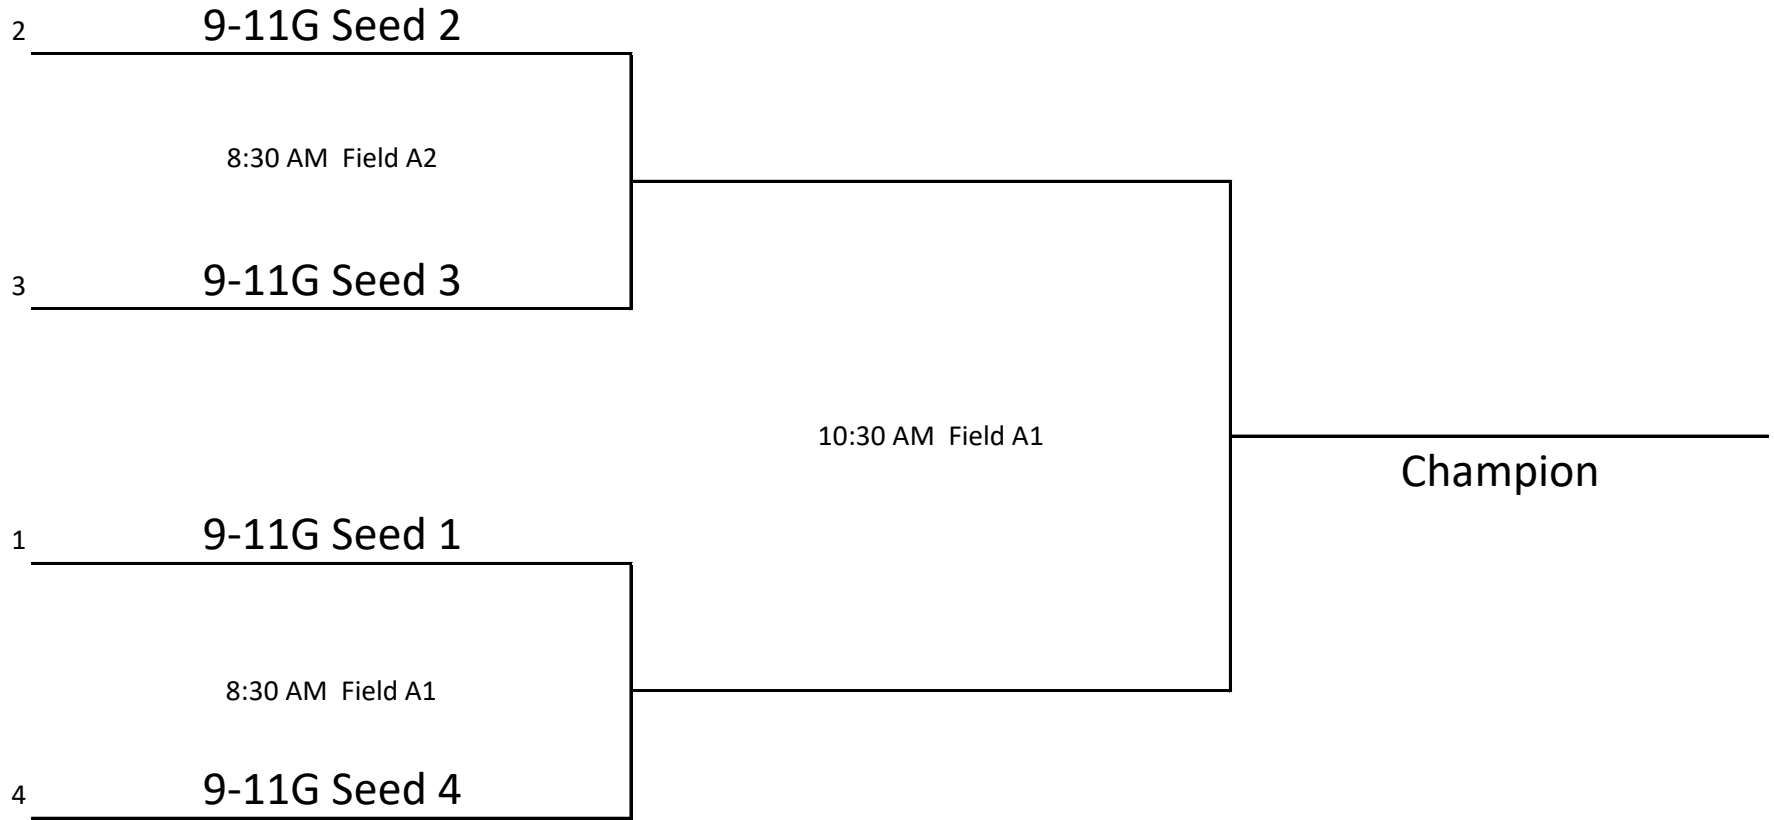 2 9-11G Seed 2
8:30 AM  Field A2
3 9-11G Seed 3
10:30 AM  Field A1
Champion
1 9-11G Seed 1
8:30 AM  Field A1
4 9-11G Seed 4